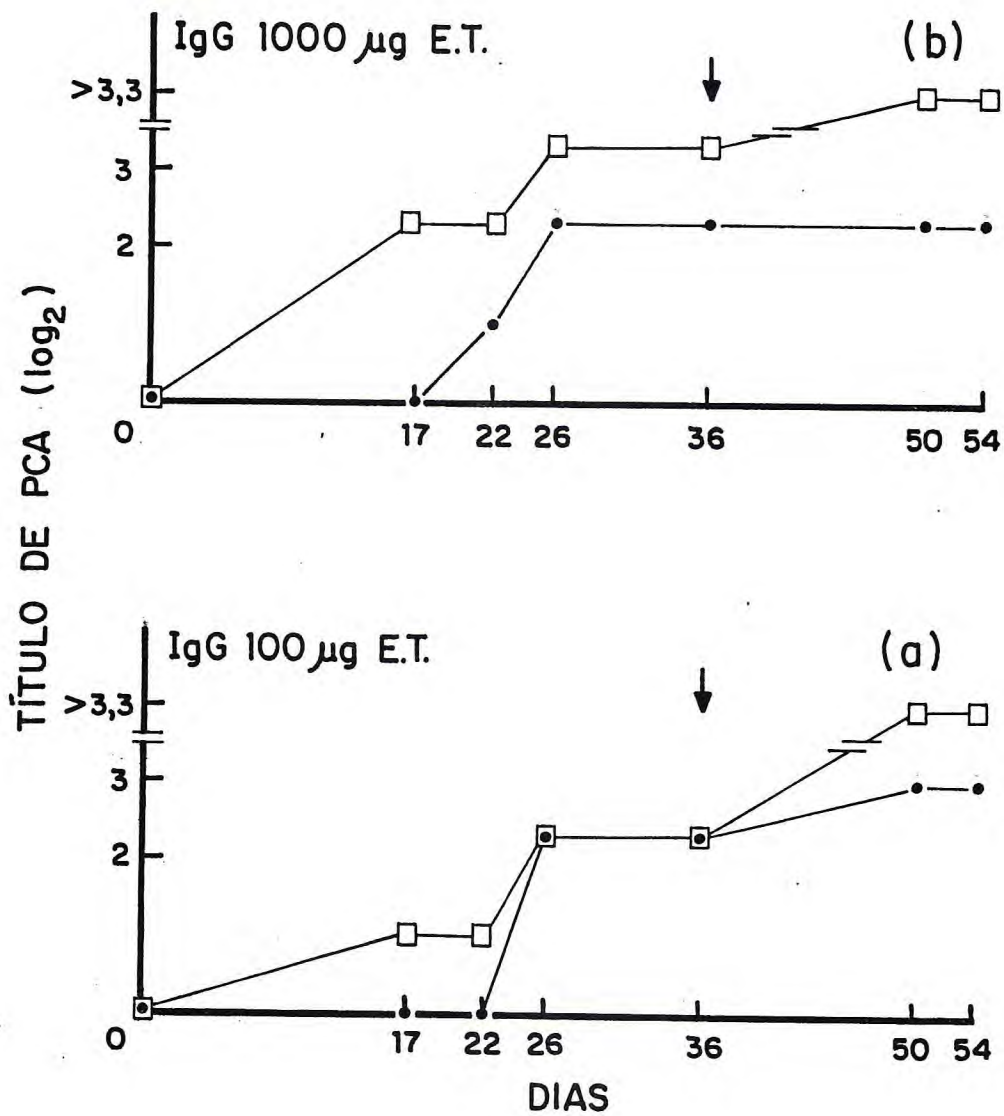 IgG 1000 µg E.T.
(b)
>3,3
3
2
0
17 22 26 36 50 54
TÍTULO DE PCA (log2)
IgG 100 µg E.T.
(a)
>3,3
3
2
0
17 22 26 36 50 54
DIAS